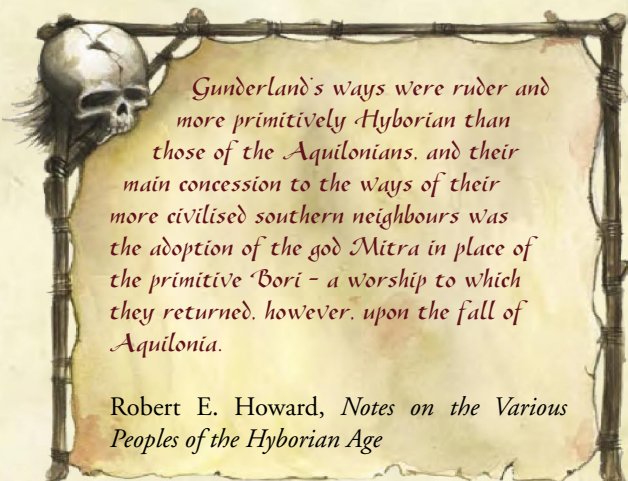 Gunderland's ways were ruder and
more primitively Hyborian than
those of the Aquilonians, and their
main concession to the ways of their
more civilised southern neighbours was
the adoption of the god Mitra in place of
the primitive Bori - a worship to which
they returned, however, upon the fall of
Aquilonia.
Robert E. Howard, Notes on the Various
Peoples of the Hyborian Age